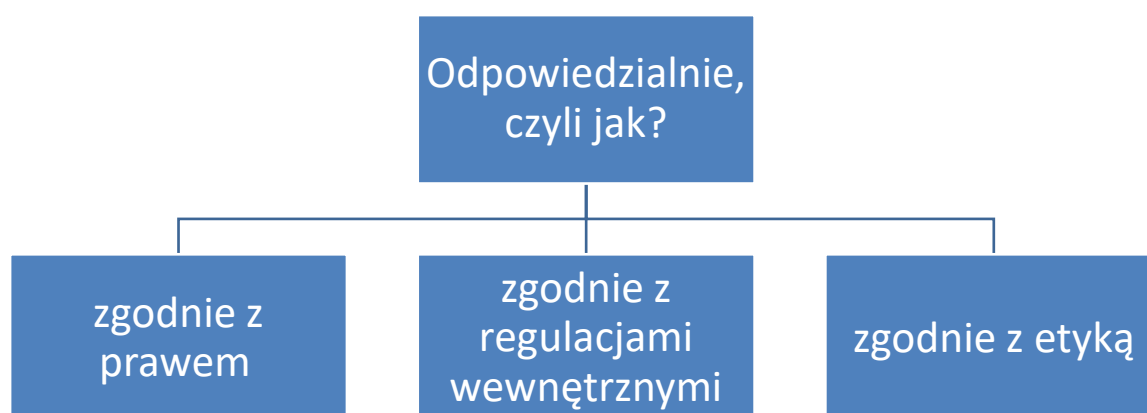 Odpowiedzialnie,
czyli jak?
zgodnie z
prawem
zgodnie z
regulacjami
wewnętrznymi
zgodnie z etyką